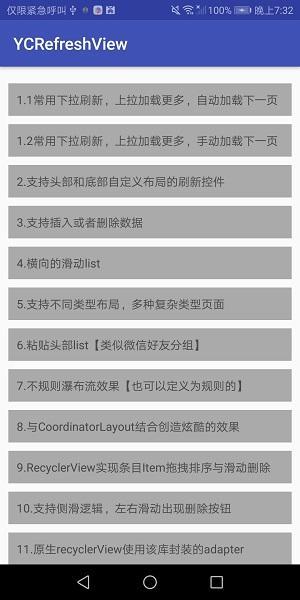 仅限紧急呼叫 100% 晚上7:32
YCRefreshView
1.1常用下拉刷新，上拉加载更多，自动加载下一页
1.2常用下拉刷新，上拉加载更多，手动加载下一页
2.支持头部和底部自定义布局的刷新控件
3.支持插入或者删除数据
4.横向的滑动list
5.支持不同类型布局，多种复杂类型页面
6.粘贴头部list【类似微信好友分组】
7.不规则瀑布流效果【也可以定义为规则的】
8.与CoordinatorLayout结合创造炫酷的效果
9.RecyclerView实现条目Item拖拽排序与滑动删除
10.支持侧滑逻辑，左右滑动出现删除按钮
11.原生recyclerView使用该库封装的adapter